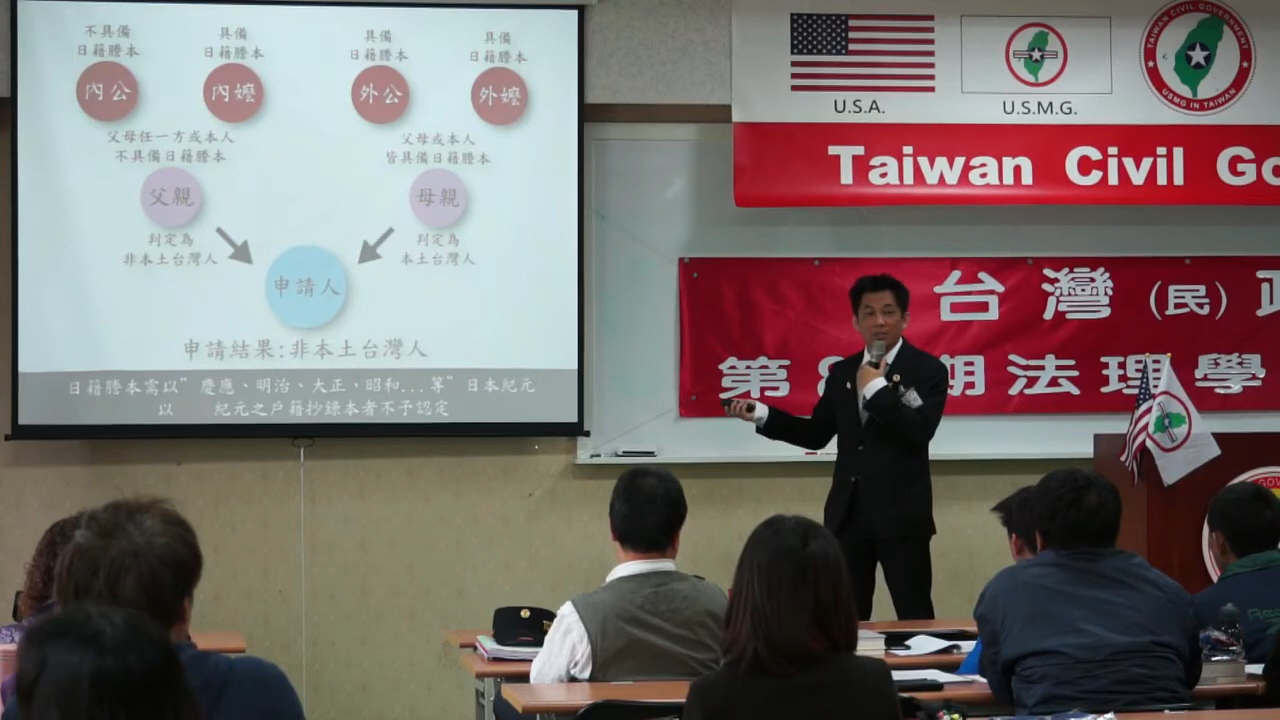 不具備
日籍謄本
具備
日籍謄本
具備
日籍謄本
具備
日籍謄本
內公
內嬤
外公
外嬤
父母任一方或本人
不具備日籍謄本
父母或本人
皆具備日籍謄本
父親
母親
判定為
非本土台灣人
判定為
本土台灣人
申請人
申請結果:非本土台灣人
日籍謄本需以"慶應、明治、大正、昭和...等"日本紀元
以 紀元之戶籍抄錄本者不予認定
U.S.A.
U.S.M.G.
TAIWAN CIVIL GOVERNMENT
USMG IN TAIWAN
Taiwan Civil Go
台灣(民)政
第 期法理學